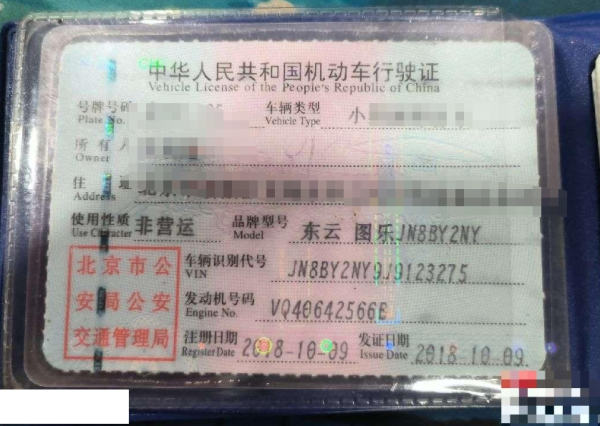 中华人民共和国机动车行驶证
Vehicle License of the People's Republic of China
号牌号码
Plate No.
车辆类型 小
Vehicle Type
所有人
Owner
住
Address
使用性质 非营运
Use Character
品牌型号 东云 图乐JN8BY2NY
Model
北京市公
安局公安
交通管理局
车辆识别代号 JN8BY2NY9J9123275
VIN
发动机号码 VQ40642566B
Engine No.
注册日期 2018-10-09
Register Date
发证日期 2018-10-09
Issue Date